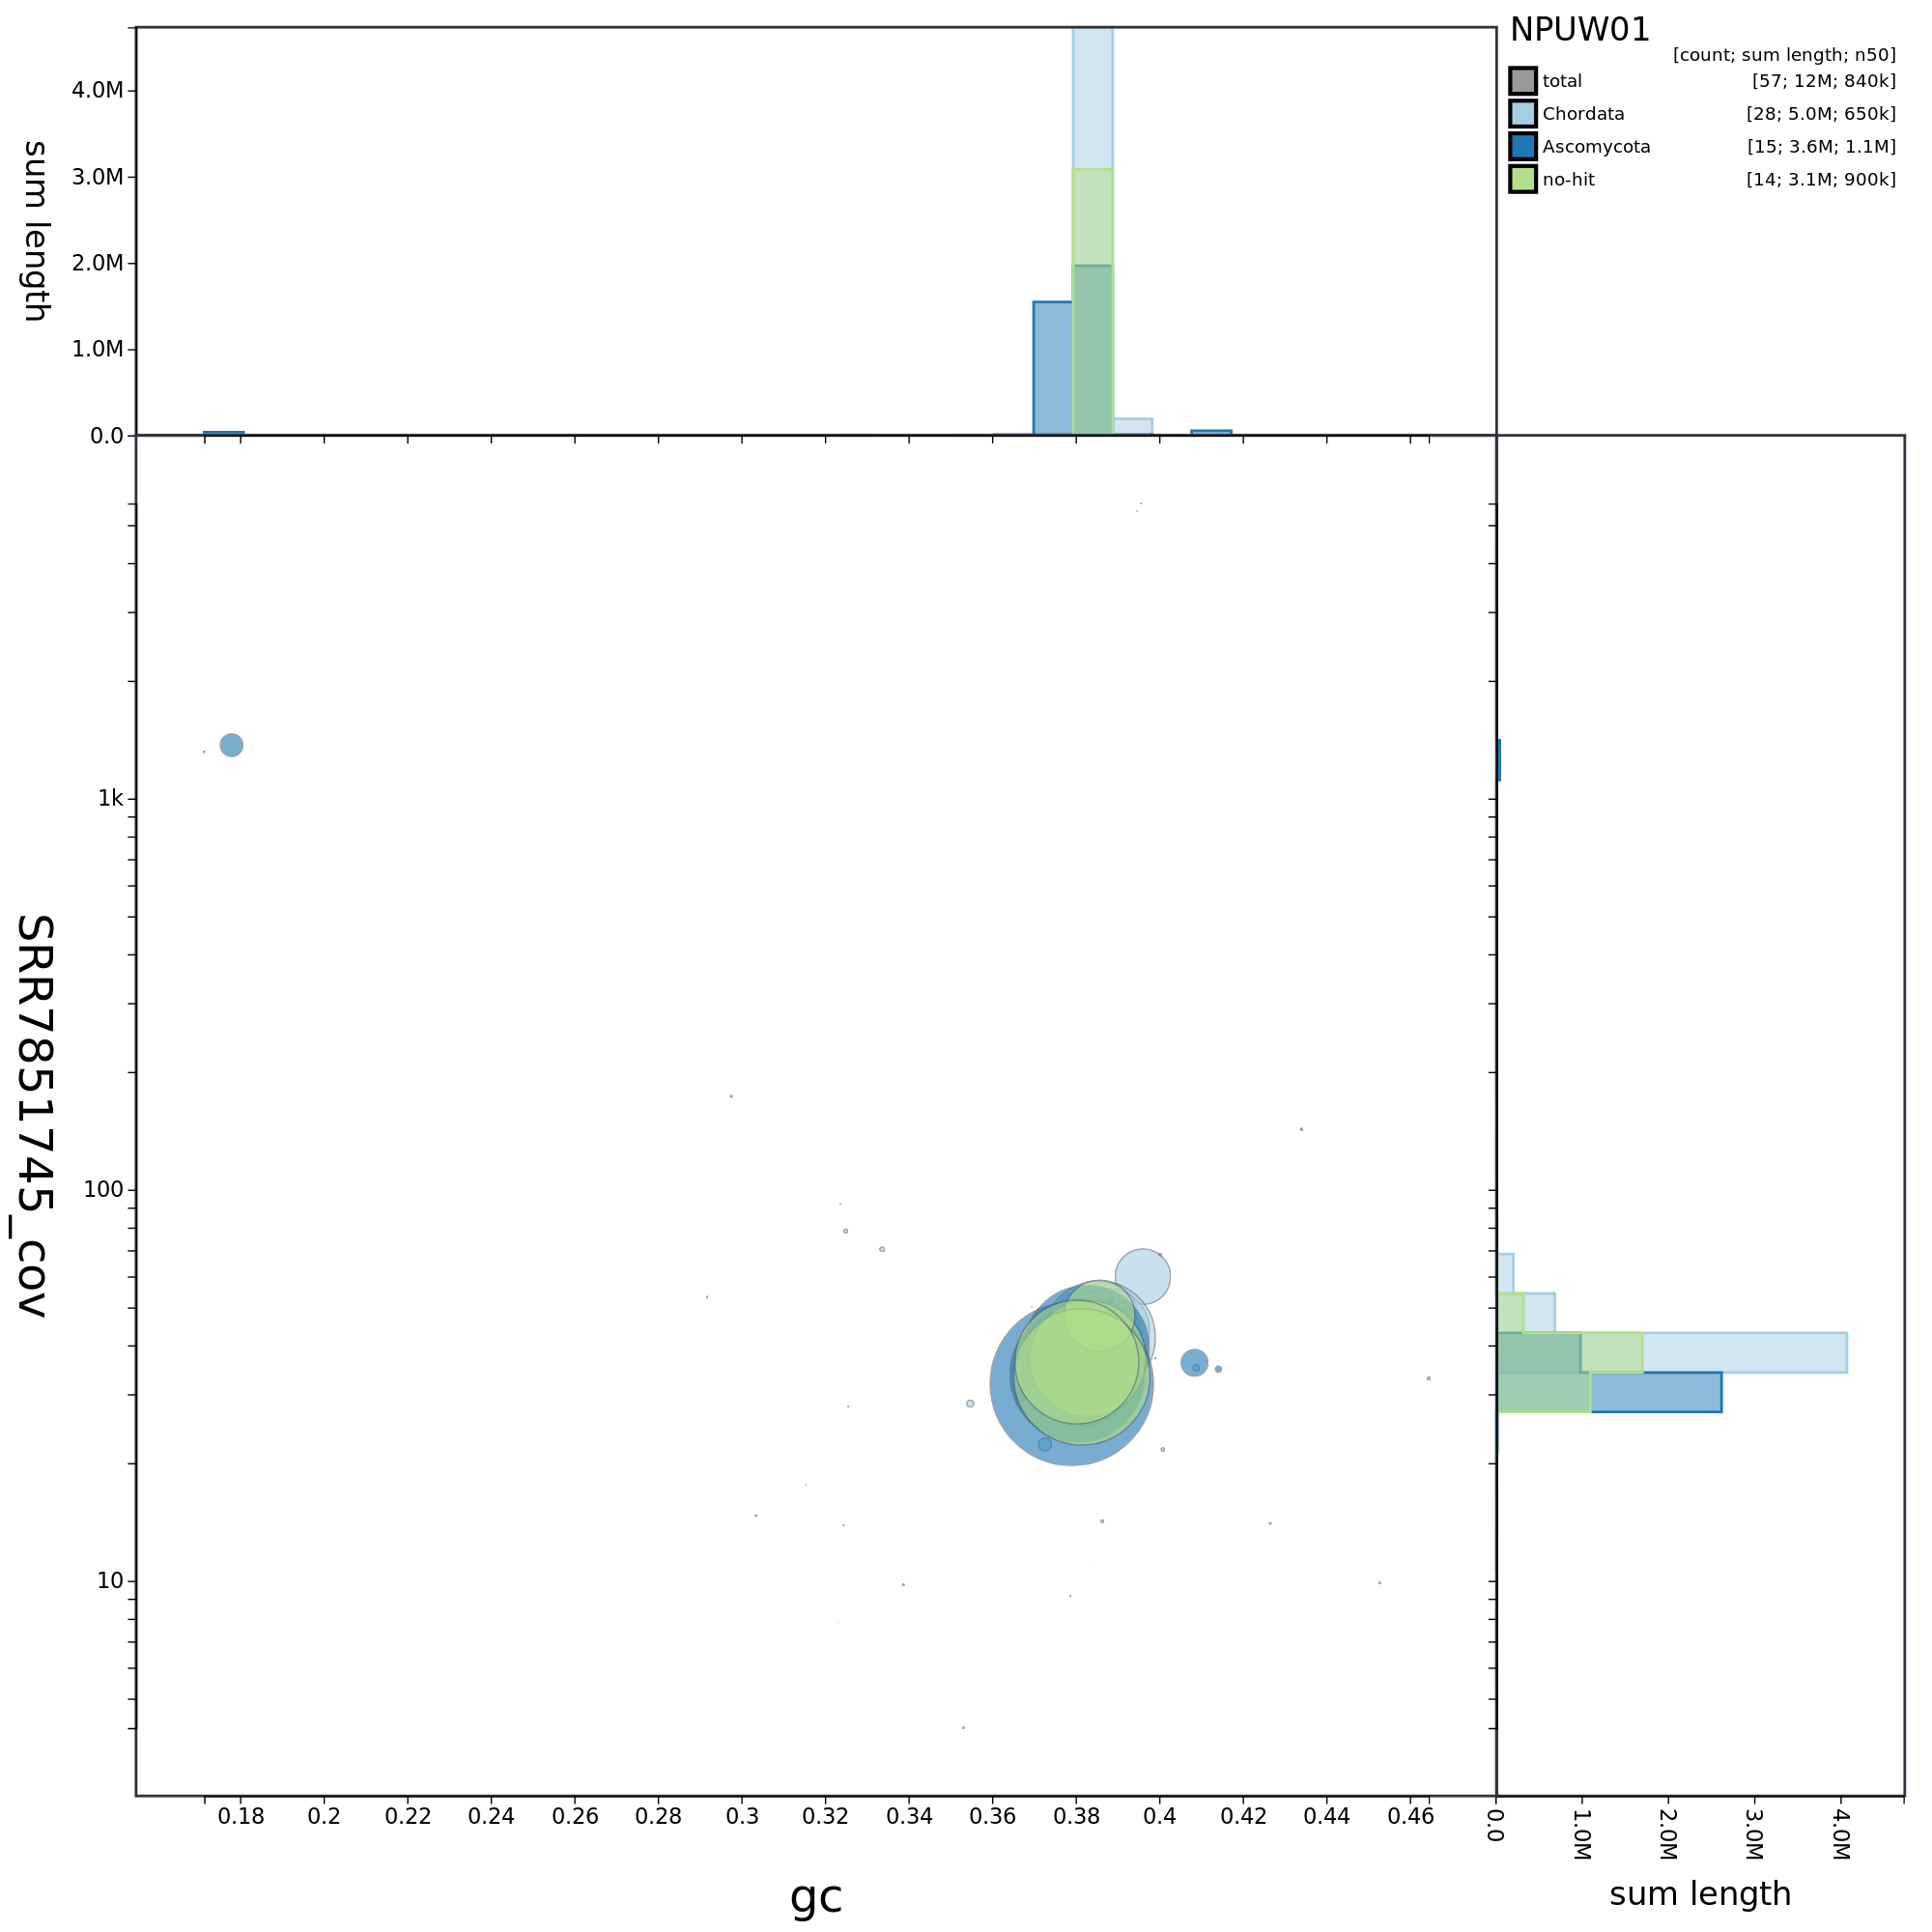 NPUW01
[count; sum length; n50]
total [57; 12M; 840k]
Chordata [28; 5.0M; 650k]
Ascomycota [15; 3.6M; 1.1M]
no-hit [14; 3.1M; 900k]
sum length
4.0M
3.0M
2.0M
1.0M
0.0
SRR7851745_cov
1k
100
10
0.18 0.2 0.22 0.24 0.26 0.28 0.3 0.32 0.34 0.36 0.38 0.4 0.42 0.44 0.46
gc
0.0 1.0M 2.0M 3.0M 4.0M
sum length